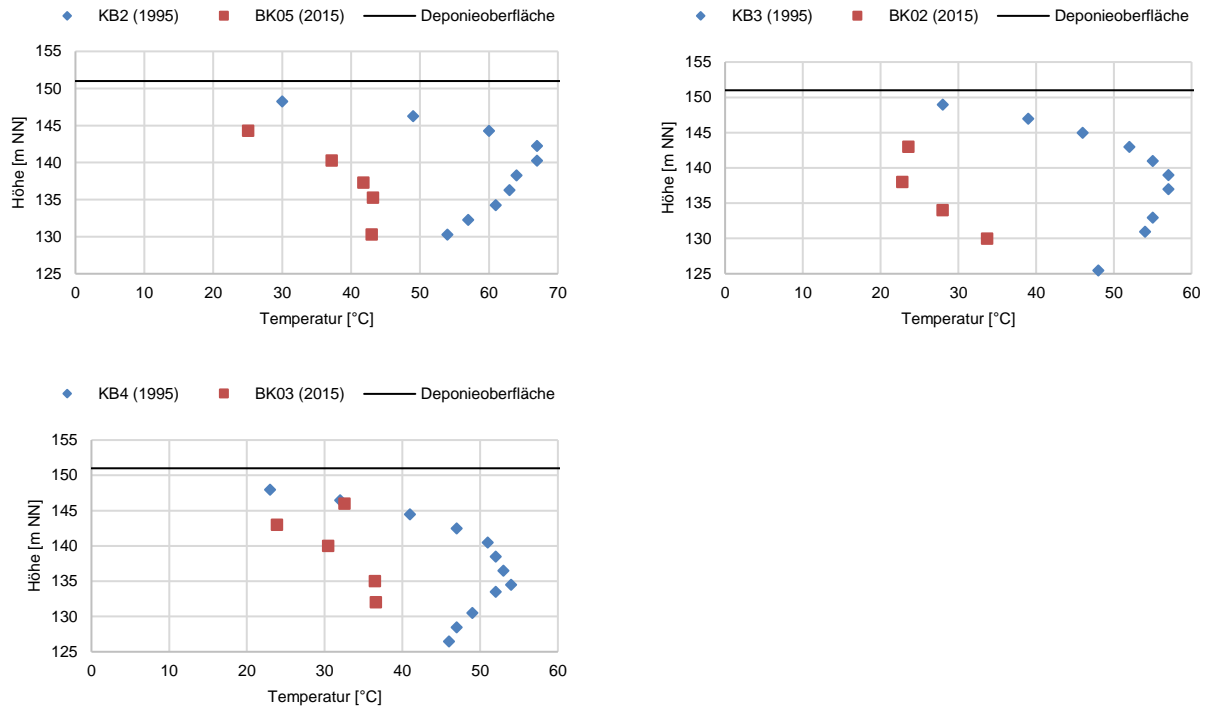 KB2 (1995) BK05 (2015) Deponieoberfläche
155
150
145
140
135
130
125
Höhe [m NN]
0 10 20 30 40 50 60 70
Temperatur [°C]
KB3 (1995) BK02 (2015) Deponieoberfläche
155
150
145
140
135
130
125
Höhe [m NN]
0 10 20 30 40 50 60
Temperatur [°C]
KB4 (1995) BK03 (2015) Deponieoberfläche
155
150
145
140
135
130
125
Höhe [m NN]
0 10 20 30 40 50 60
Temperatur [°C]